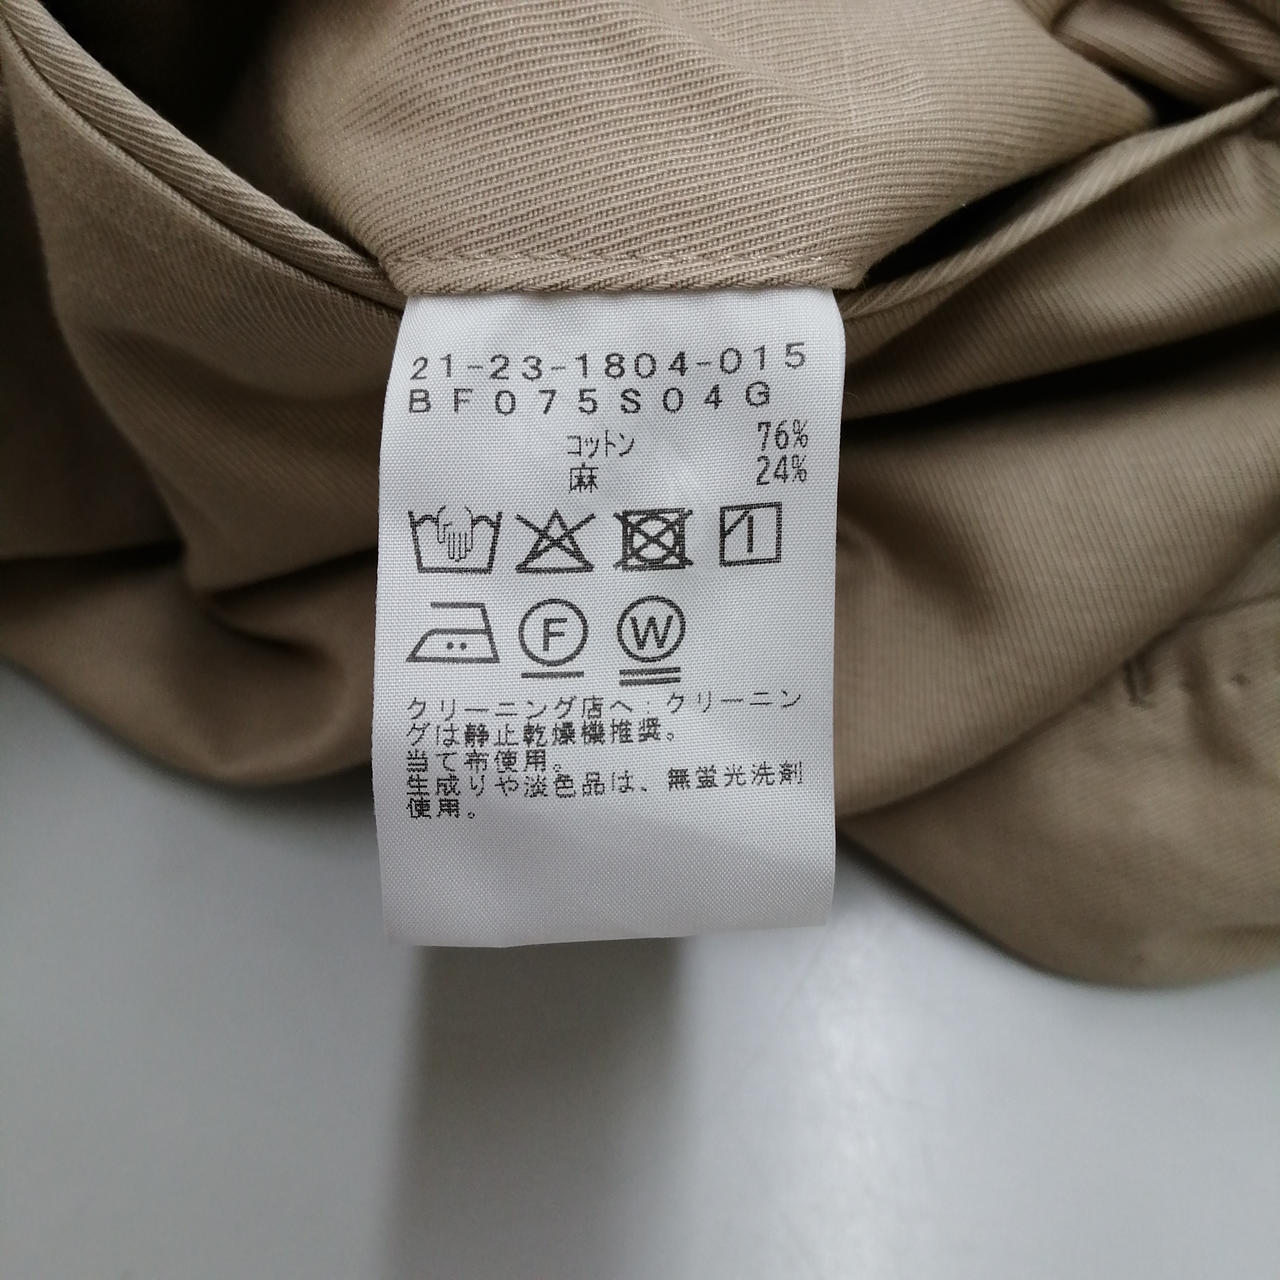 21-23-1804-015
BF075S04G
コットン 76%
麻 24%
F W
クリーニング店へ:クリーニン
グは静止乾燥機推奨。
当て布使用。
生成りや淡色品は、無蛍光洗剤
使用。